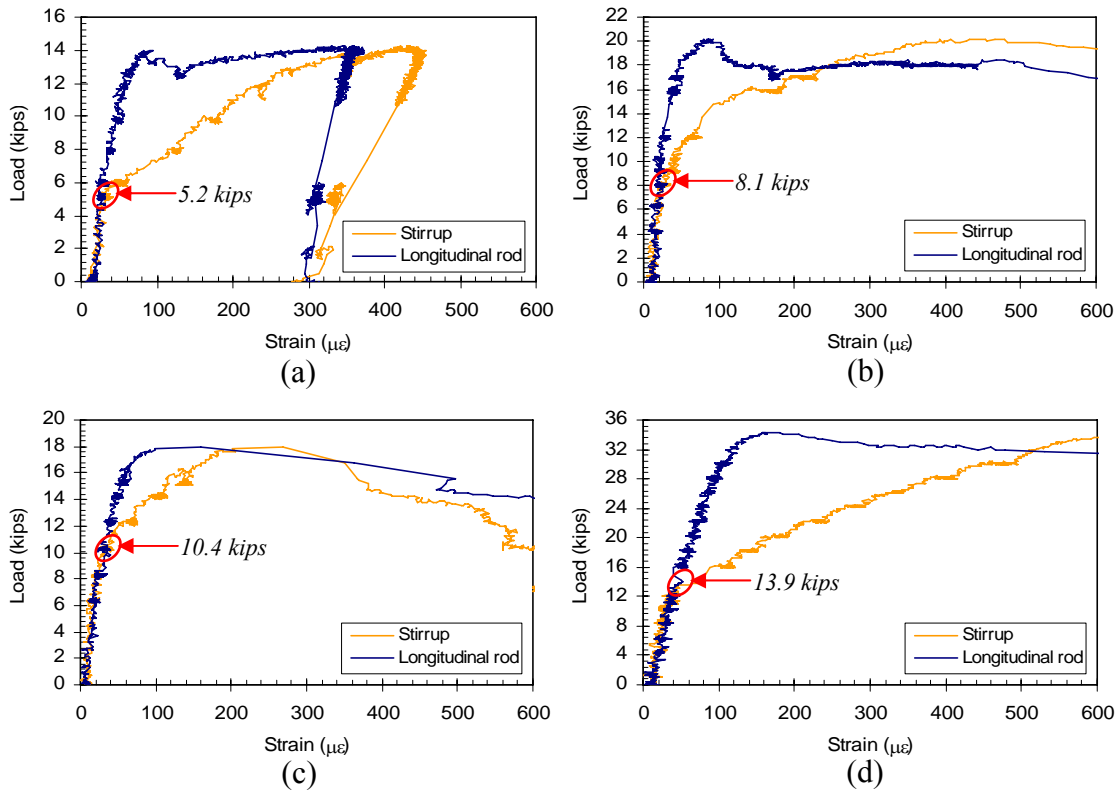 16
14
12
10
8
6
4
2
0
Load (kips)
5.2 kips
Stirrup
Longitudinal rod
0 100 200 300 400 500 600
Strain (με)
(a)
22
20
18
16
14
12
10
8
6
4
2
0
Load (kips)
8.1 kips
Stirrup
Longitudinal rod
0 100 200 300 400 500 600
Strain (με)
(b)
20
18
16
14
12
10
8
6
4
2
0
Load (kips)
10.4 kips
Stirrup
Longitudinal rod
0 100 200 300 400 500 600
Strain (με)
(c)
36
32
28
24
20
16
12
8
4
0
Load (kips)
13.9 kips
Stirrup
Longitudinal rod
0 100 200 300 400 500 600
Strain (με)
(d)